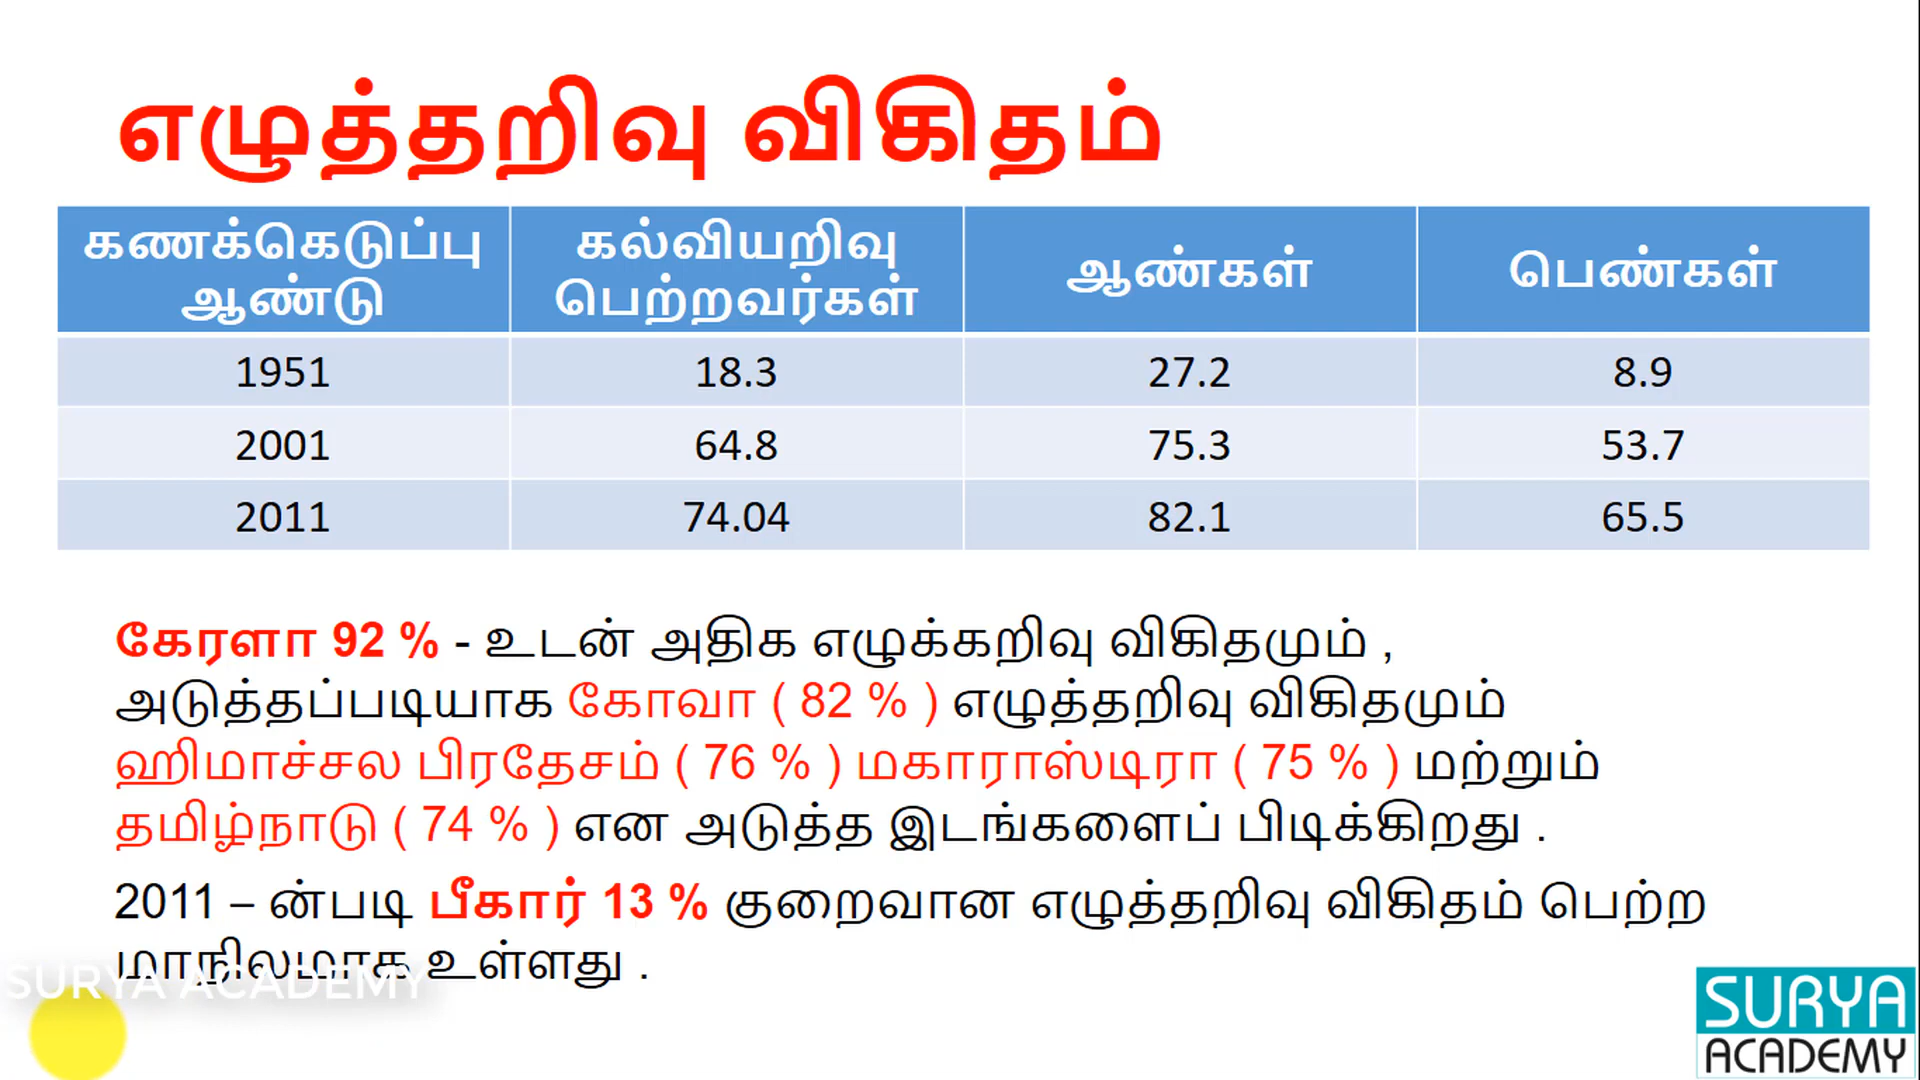 எழுத்தறிவு விகிதம்
கணக்கெடுப்பு ஆண்டு கல்வியறிவு பெற்றவர்கள் ஆண்கள் பெண்கள்
1951 18.3 27.2 8.9
2001 64.8 75.3 53.7
2011 74.04 82.1 65.5
கேரளா 92 % - உடன் அதிக எழுக்கறிவு விகிதமும் ,
அடுத்தப்படியாக கோவா ( 82 % ) எழுத்தறிவு விகிதமும்
ஹிமாச்சல பிரதேசம் ( 76 % ) மகாராஸ்டிரா ( 75 % ) மற்றும்
தமிழ்நாடு ( 74 % ) என அடுத்த இடங்களைப் பிடிக்கிறது .
2011 – ன்படி பீகார் 13 % குறைவான எழுத்தறிவு விகிதம் பெற்ற
மாநிலமாக உள்ளது .
SURYA ACADEMY
SURYA
ACADEMY